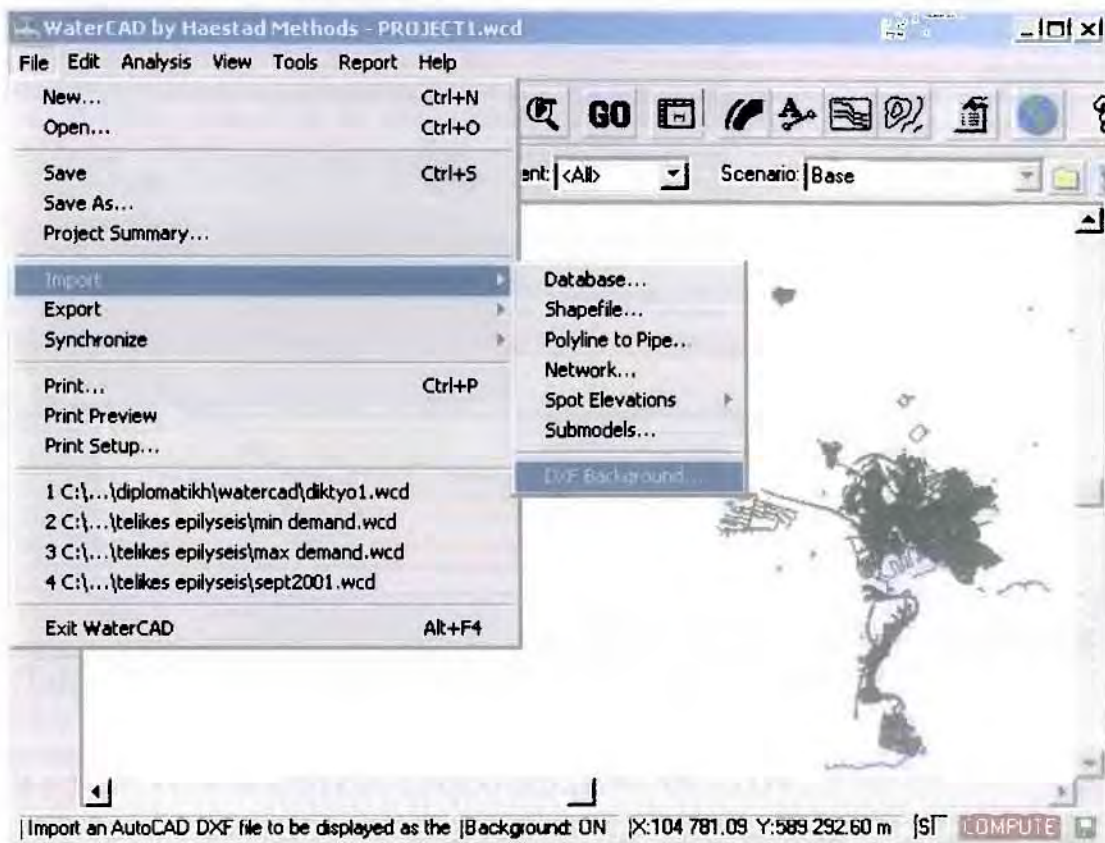 WaterCAD by Haestad Methods - PROJECT1.wcd
File Edit Analysis View Tools Report Help
New... Ctrl+N
Open... Ctrl+O
GO
Save Ctrl+S
ent: <All> Scenario: Base
Save As...
Project Summary...
Import
Export
Synchronize
Database...
Shapefile...
Polyline to Pipe...
Network...
Spot Elevations
Submodels...
DXF Background...
Print... Ctrl+P
Print Preview
Print Setup...
1 C:\...\diplomatikh\watercad\diktyo1.wcd
2 C:\...\telikes epilyseis\min demand.wcd
3 C:\...\telikes epilyseis\max demand.wcd
4 C:\...\telikes epilyseis\sept2001.wcd
Exit WaterCAD Alt+F4
Import an AutoCAD DXF file to be displayed as the Background: ON X:104 781.09 Y:589 292.60 m SI COMPUTE